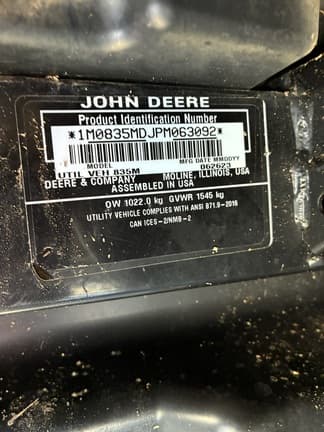 JOHN DEERE
Product Identification Number
*1M0835MDJPM063092*
MODEL MFG DATE MMDDYY
UTIL VEH 835M 062623
DEERE & COMPANY MOLINE, ILLINOIS, USA
ASSEMBLED IN USA
OW 1022.0 kg GVWR 1545 kg
UTILITY VEHICLE COMPLIES WITH ANSI B71.9-2016
CAN ICES-2/NMB-2